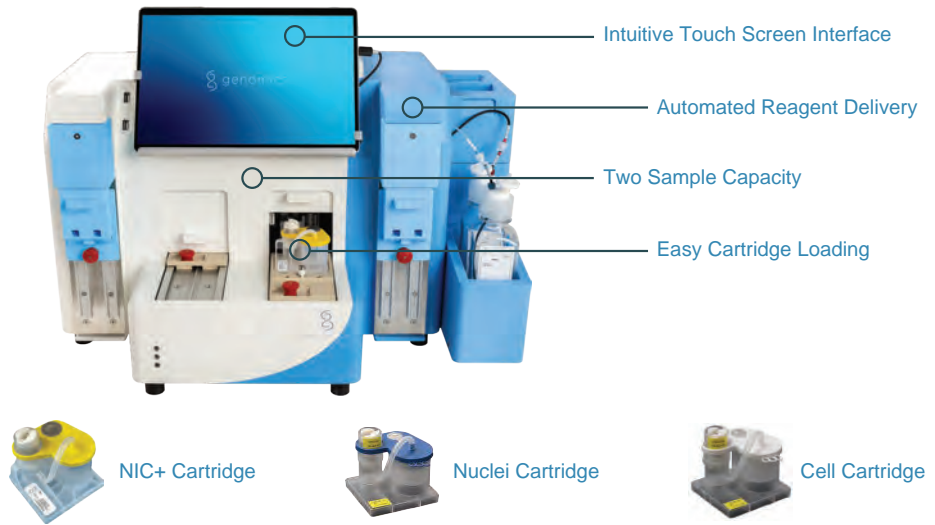 Intuitive Touch Screen Interface
Automated Reagent Delivery
Two Sample Capacity
Easy Cartridge Loading
NIC+ Cartridge
Nuclei Cartridge
Cell Cartridge